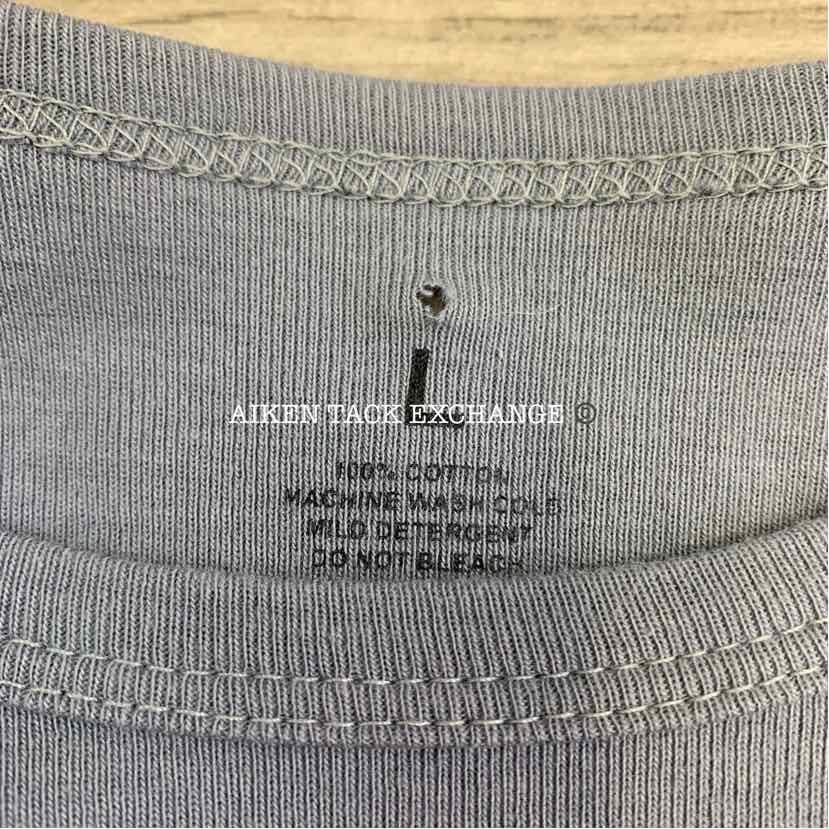 L
AIKEN TACK EXCHANGE ©
100% COTTON
MACHINE WASH COLD
MILD DETERGENT
DO NOT BLEACH